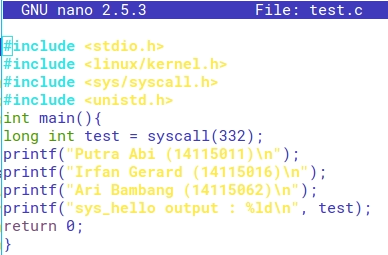 GNU nano 2.5.3 File: test.c
#include <stdio.h>
#include <linux/kernel.h>
#include <sys/syscall.h>
#include <unistd.h>
int main(){
long int test = syscall(332);
printf("Putra Abi (14115011)\n");
printf("Irfan Gerard (14115016)\n");
printf("Ari Bambang (14115062)\n");
printf("sys_hello output : %ld\n", test);
return 0;
}